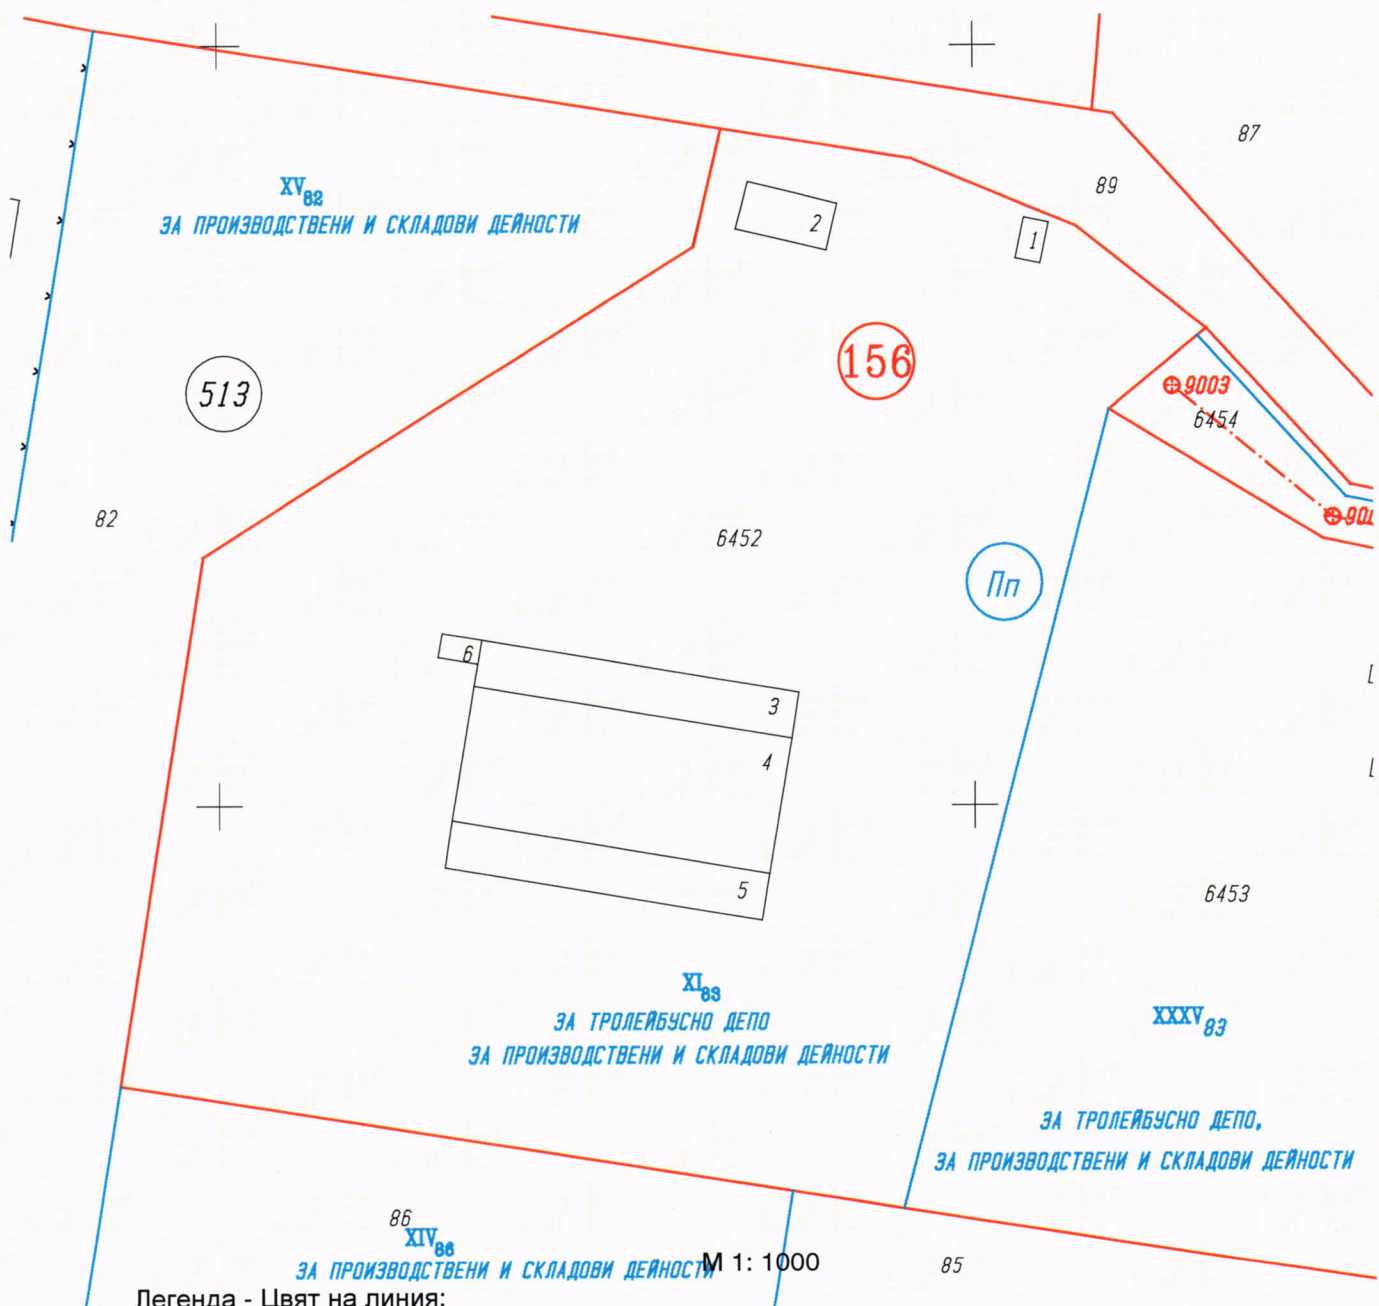 87
89
XV82
ЗА ПРОИЗВОДСТВЕНИ И СКЛАДОВИ ДЕЙНОСТИ
2
1
156
513
9003
6454
82
6452
Пп
6
3
4
5
6453
XI83
ЗА ТРОЛЕЙБУСНО ДЕПО
ЗА ПРОИЗВОДСТВЕНИ И СКЛАДОВИ ДЕЙНОСТИ
XXXV83
ЗА ТРОЛЕЙБУСНО ДЕПО,
ЗА ПРОИЗВОДСТВЕНИ И СКЛАДОВИ ДЕЙНОСТИ
86
XIV86
ЗА ПРОИЗВОДСТВЕНИ И СКЛАДОВИ ДЕЙНОСТИ
М 1: 1000
85
Легенда - Цвят на линия: